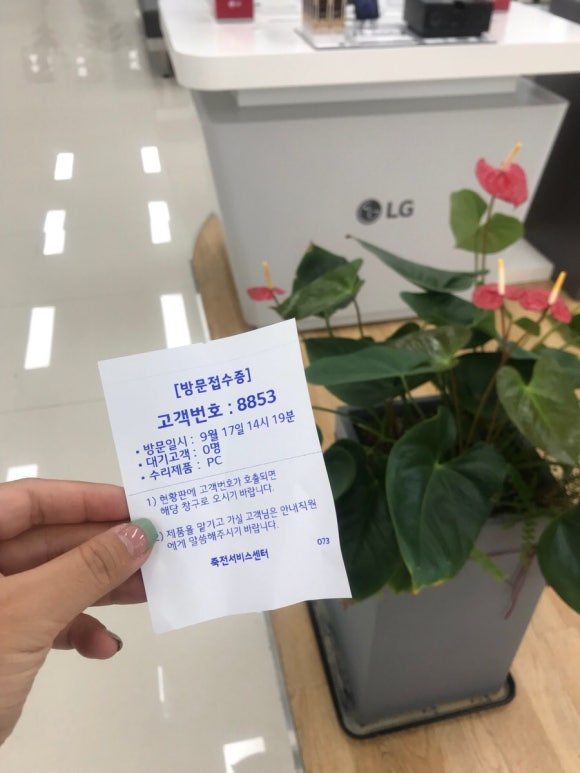 LG
[방문접수증]
고객번호 : 8853
• 방문일시 : 9월 17일 14시 19분
• 대기고객 : 0명
• 수리제품 : PC
1) 현황판에 고객번호가 호출되면
해당 창구로 오시기 바랍니다.
2) 제품을 맡기고 가실 고객님은 안내직원
에게 말씀해주시기 바랍니다.
죽전서비스센터
073